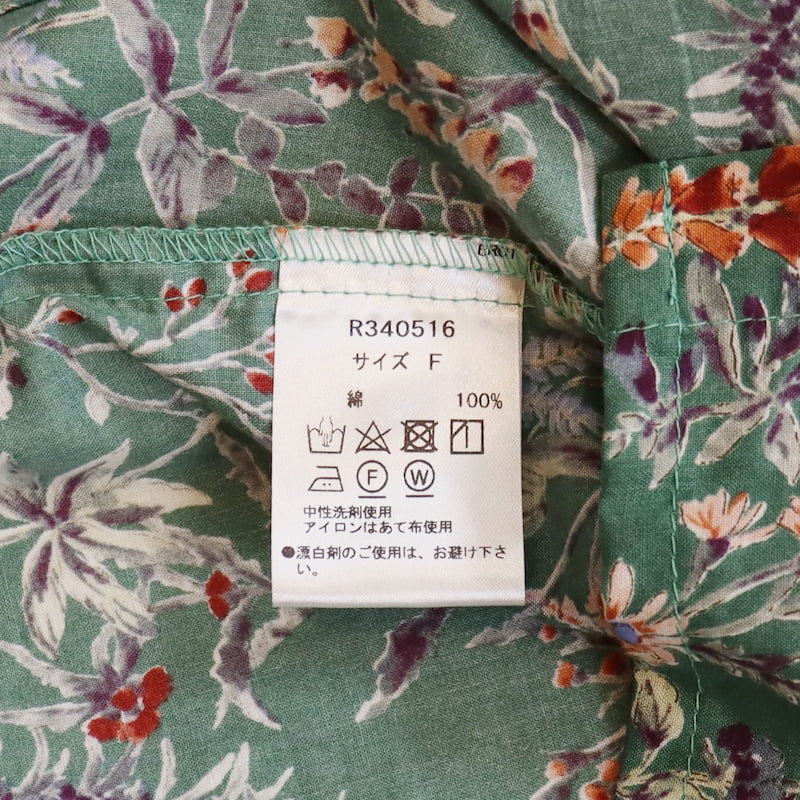 R340516
サイズ F
綿 100%
F W
中性洗剤使用
アイロンはあて布使用
●漂白剤のご使用は、お避け下さ
い。